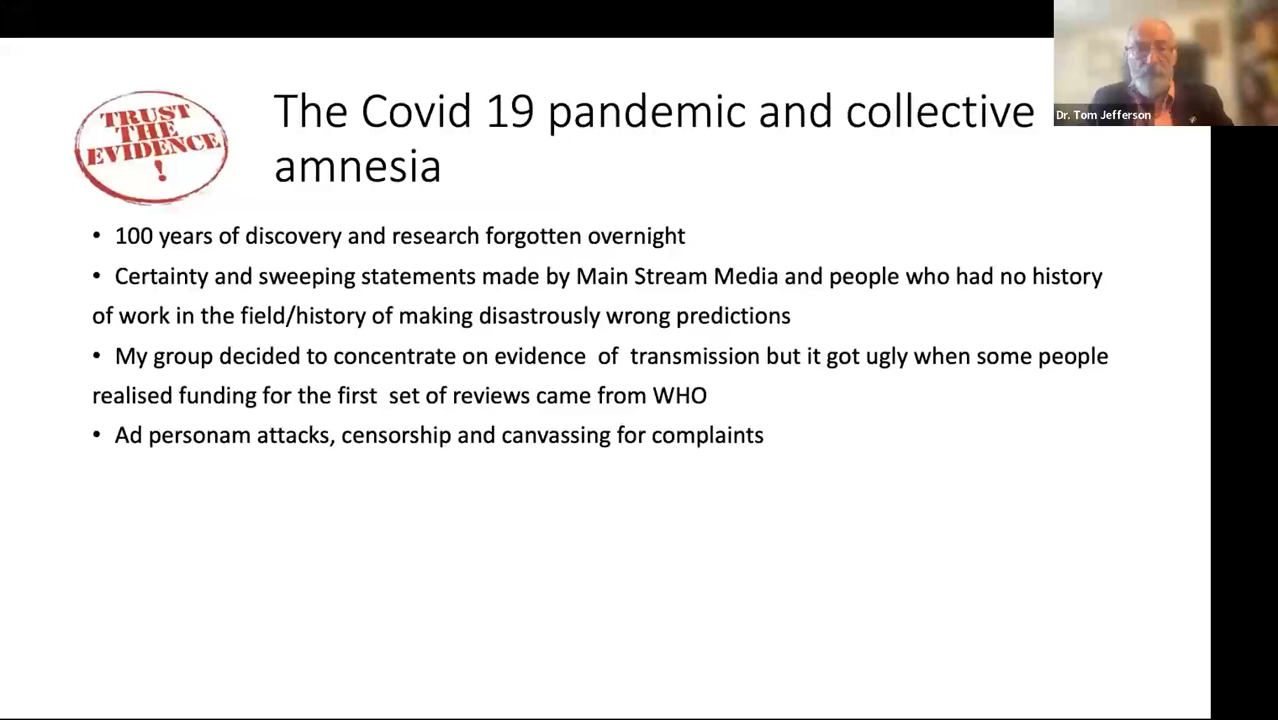 Dr. Tom Jefferson
TRUST
THE
EVIDENCE
!
The Covid 19 pandemic and collective
amnesia
• 100 years of discovery and research forgotten overnight
• Certainty and sweeping statements made by Main Stream Media and people who had no history
of work in the field/history of making disastrously wrong predictions
• My group decided to concentrate on evidence of transmission but it got ugly when some people
realised funding for the first set of reviews came from WHO
• Ad personam attacks, censorship and canvassing for complaints